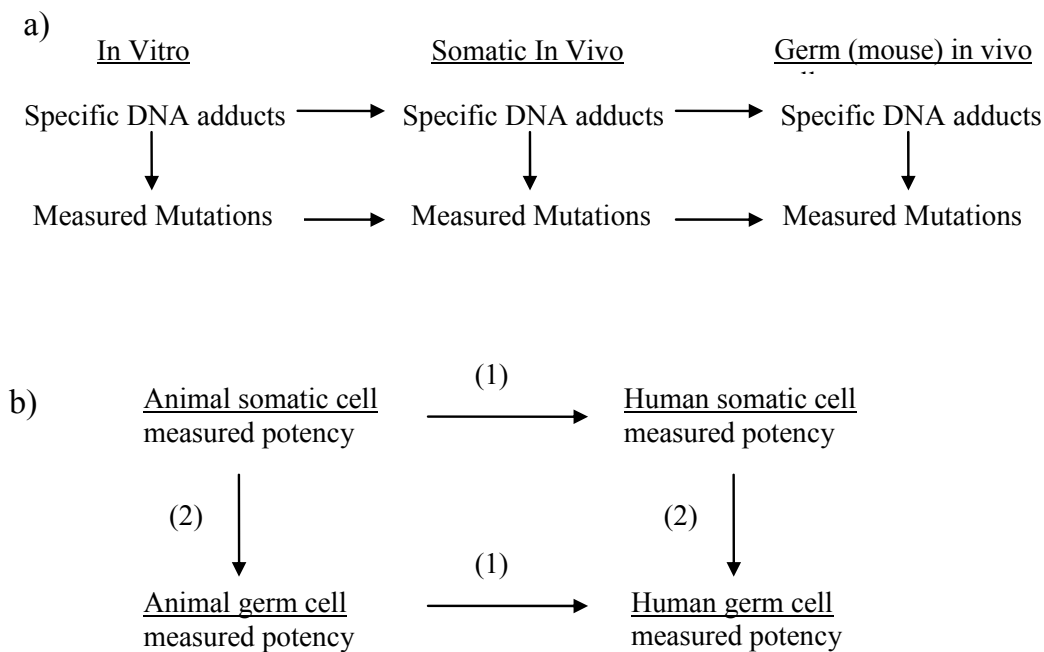 a)
In Vitro Somatic In Vivo Germ (mouse) in vivo
Specific DNA adducts Specific DNA adducts Specific DNA adducts
Measured Mutations Measured Mutations Measured Mutations
b)
(1)
Animal somatic cell Human somatic cell
measured potency measured potency
(2) (2)
(1)
Animal germ cell Human germ cell
measured potency measured potency